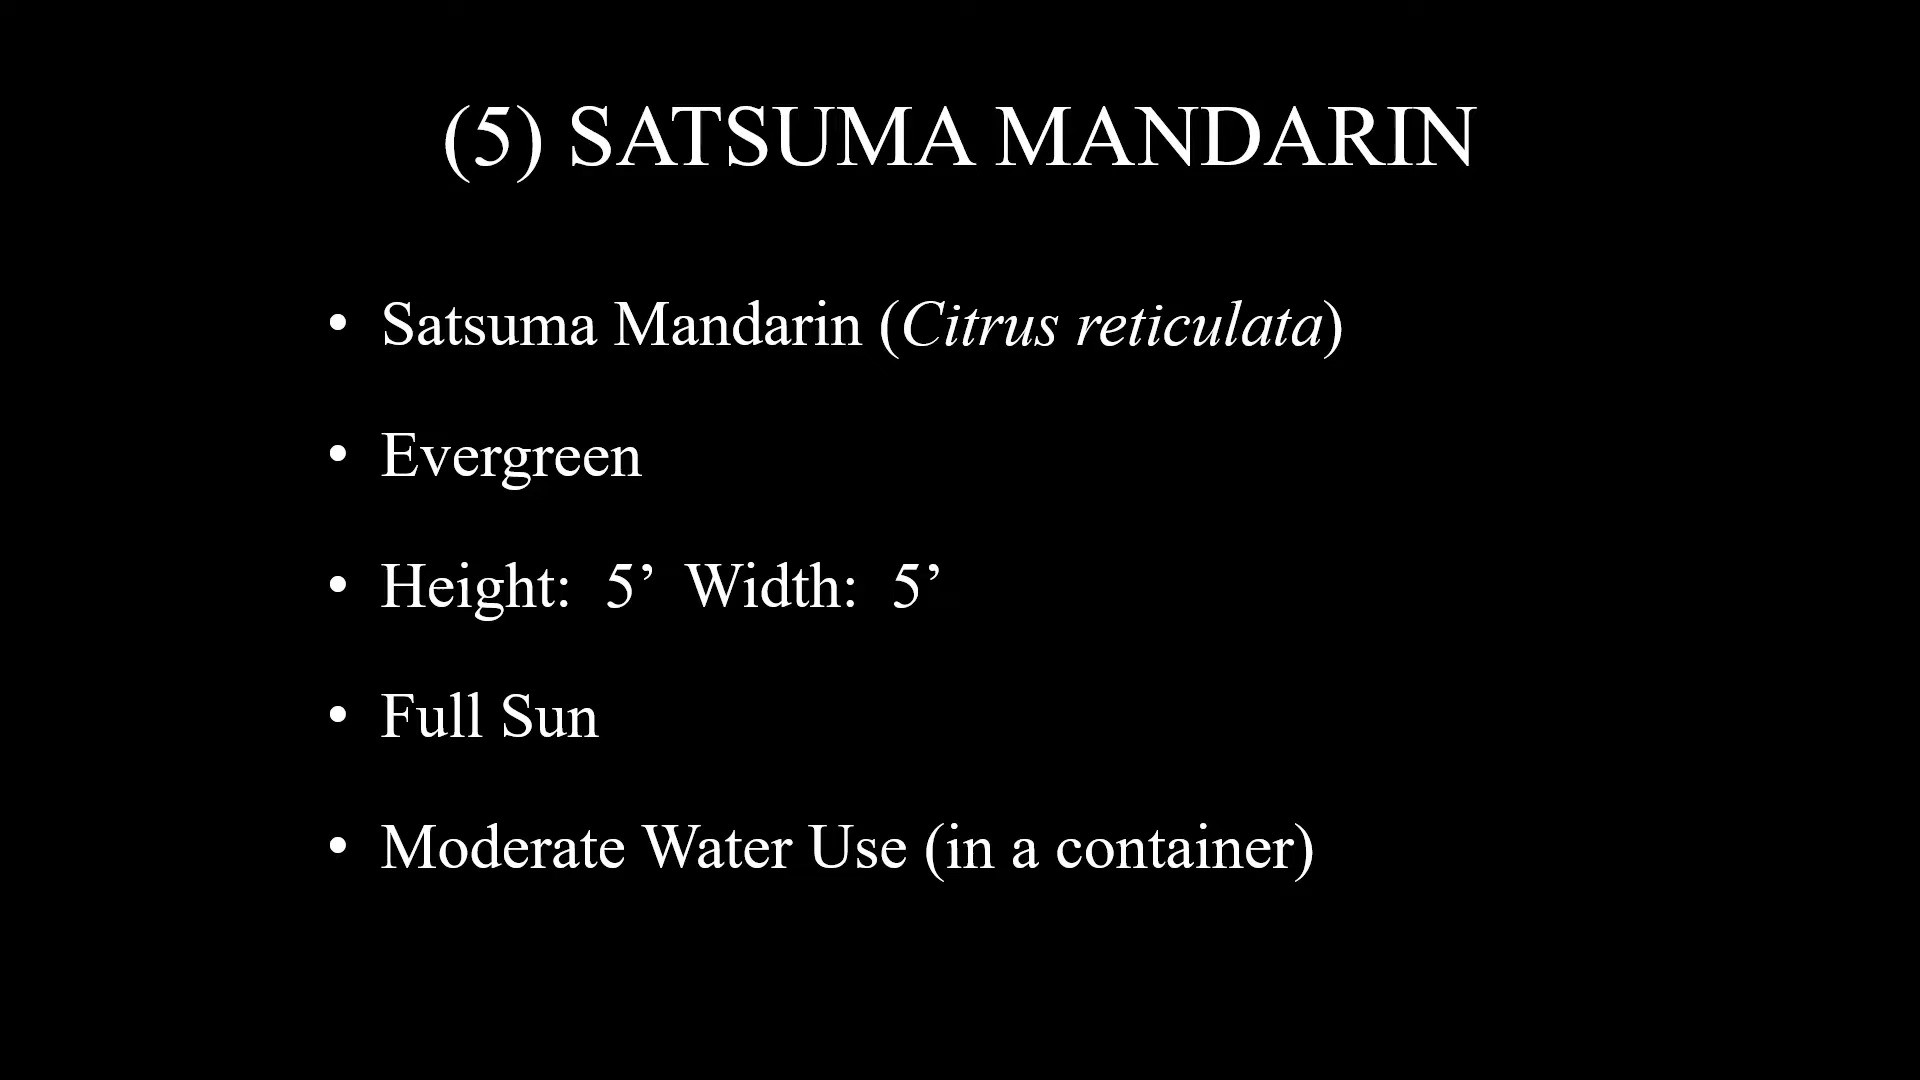 (5) SATSUMA MANDARIN
• Satsuma Mandarin (Citrus reticulata)
• Evergreen
• Height:  5’  Width:  5’
• Full Sun
• Moderate Water Use (in a container)